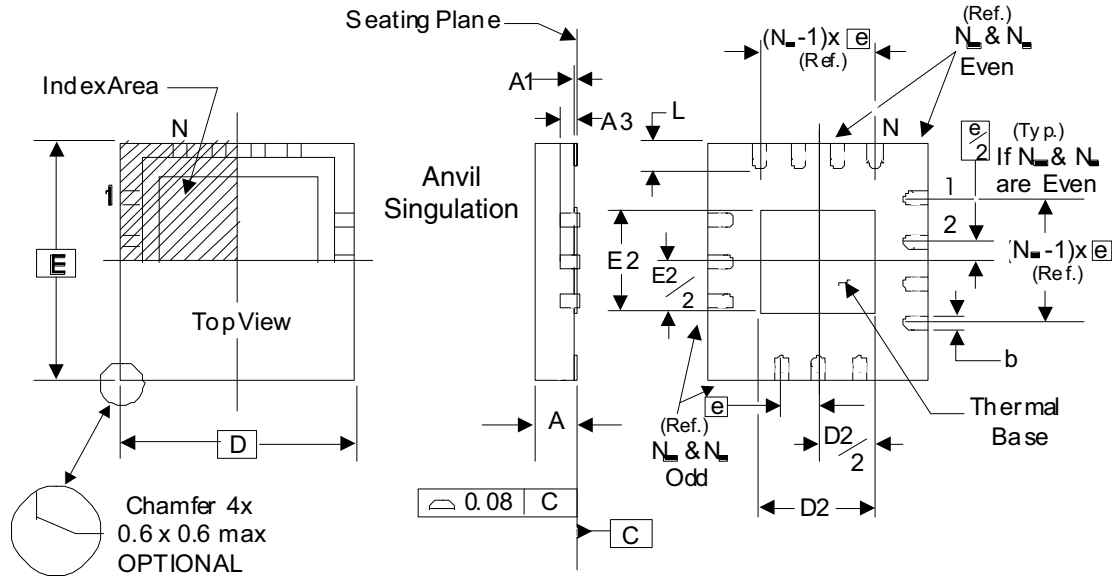 Seating Plane
(Ref.)
N & N
Even
(N -1)x e
(Ref.)
A1
Index Area
N
A3
L
N
e/2
(Typ.)
If N & N
are Even
1
Anvil
Singulation
1
2
E2
E2/2
(N -1)x e
(Ref.)
E
Top View
b
e
(Ref.)
N & N
Odd
Thermal
Base
A
D2/2
D
D2
0.08 C
C
Chamfer 4x
0.6 x 0.6 max
OPTIONAL